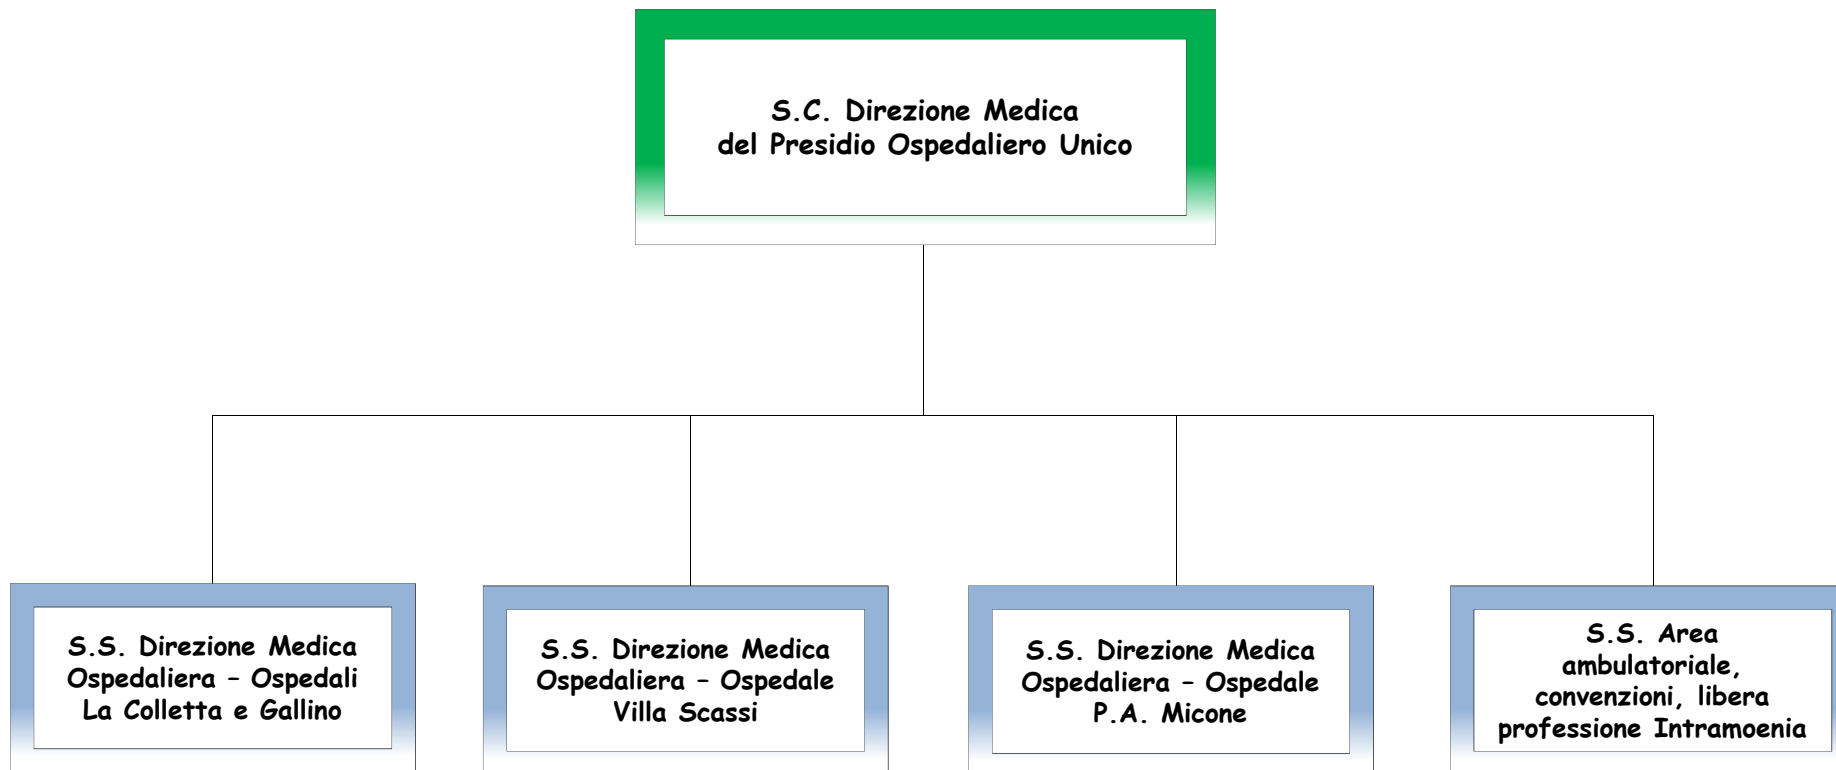 S.C. Direzione Medica
del Presidio Ospedaliero Unico
S.S. Direzione Medica
Ospedaliera – Ospedali
La Colletta e Gallino
S.S. Direzione Medica
Ospedaliera – Ospedale
Villa Scassi
S.S. Direzione Medica
Ospedaliera – Ospedale
P.A. Micone
S.S. Area
ambulatoriale,
convenzioni, libera
professione Intramoenia